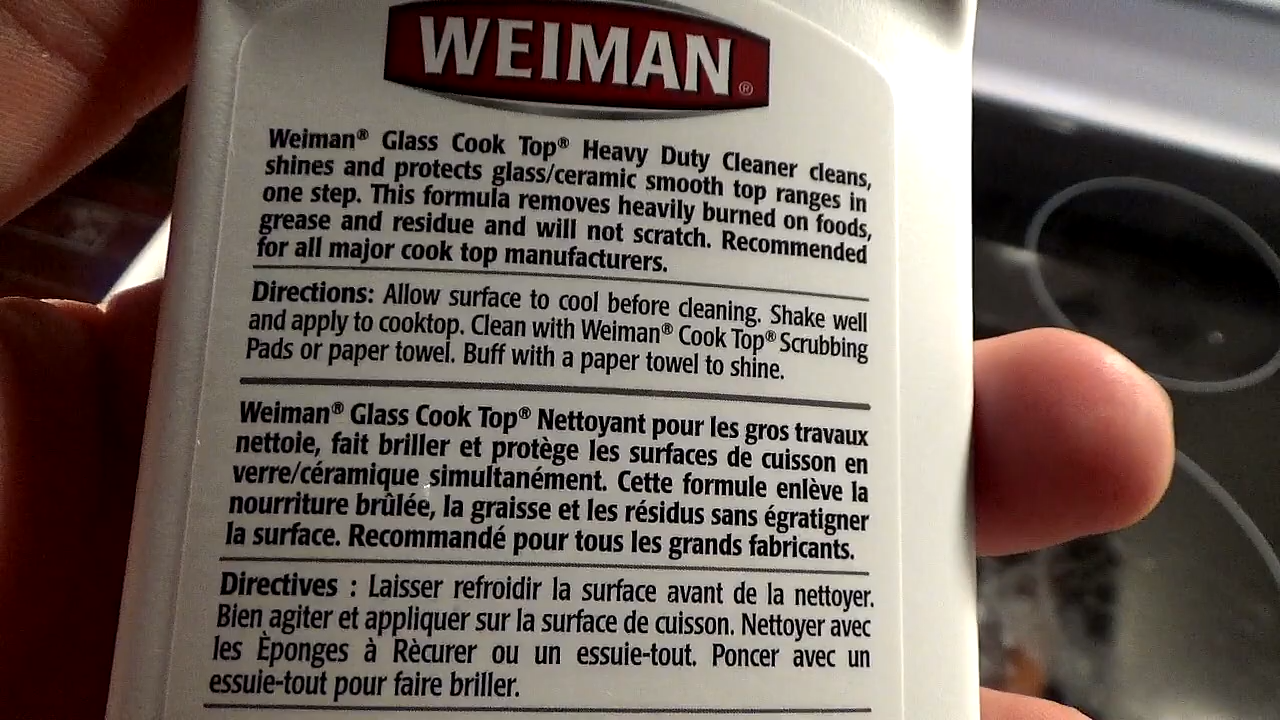 WEIMAN®
Weiman® Glass Cook Top® Heavy Duty Cleaner cleans,
shines and protects glass/ceramic smooth top ranges in
one step. This formula removes heavily burned on foods,
grease and residue and will not scratch. Recommended
for all major cook top manufacturers.
Directions: Allow surface to cool before cleaning. Shake well
and apply to cooktop. Clean with Weiman® Cook Top® Scrubbing
Pads or paper towel. Buff with a paper towel to shine.
Weiman® Glass Cook Top® Nettoyant pour les gros travaux
nettoie, fait briller et protège les surfaces de cuisson en
verre/céramique simultanément. Cette formule enlève la
nourriture brûlée, la graisse et les résidus sans égratigner
la surface. Recommandé pour tous les grands fabricants.
Directives : Laisser refroidir la surface avant de la nettoyer.
Bien agiter et appliquer sur la surface de cuisson. Nettoyer avec
les Èponges à Rècurer ou un essuie-tout. Poncer avec un
essuie-tout pour faire briller.